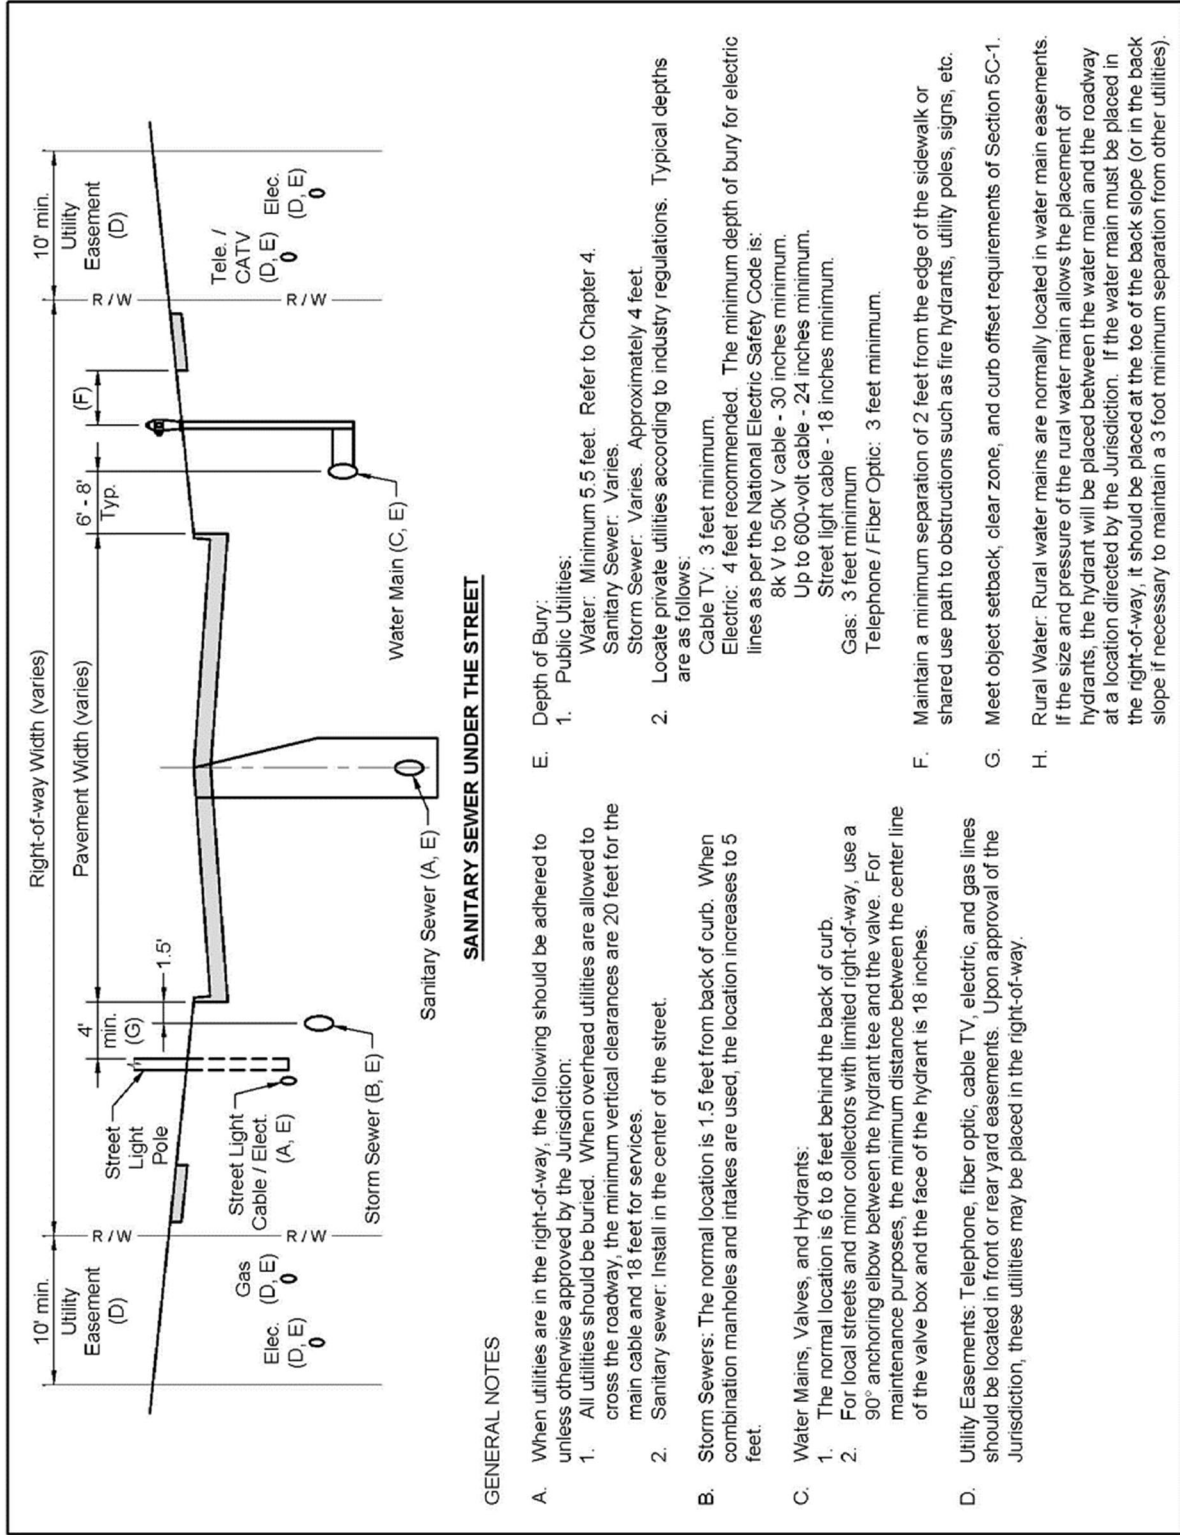 Right-of-way Width (varies)
10' min.
Utility
Easement
(D)
R / W
R / W
Elec.
(D, E)
Gas
(D, E)
Street
Light
Pole
4'
min.
(G)
1.5'
Street Light
Cable / Elect.
(A, E)
Storm Sewer (B, E)
Pavement Width (varies)
Sanitary Sewer (A, E)
6' - 8'
Typ.
(F)
Water Main (C, E)
10' min.
Utility
Easement
(D)
R / W
R / W
Tele. /
CATV
(D, E)
Elec.
(D, E)
SANITARY SEWER UNDER THE STREET
GENERAL NOTES
A. When utilities are in the right-of-way, the following should be adhered to
unless otherwise approved by the Jurisdiction:
1. All utilities should be buried. When overhead utilities are allowed to
cross the roadway, the minimum vertical clearances are 20 feet for the
main cable and 18 feet for services.
2. Sanitary sewer: Install in the center of the street.
B. Storm Sewers: The normal location is 1.5 feet from back of curb. When
combination manholes and intakes are used, the location increases to 5
feet.
C. Water Mains, Valves, and Hydrants:
1. The normal location is 6 to 8 feet behind the back of curb.
2. For local streets and minor collectors with limited right-of-way, use a
90° anchoring elbow between the hydrant tee and the valve. For
maintenance purposes, the minimum distance between the center line
of the valve box and the face of the hydrant is 18 inches.
D. Utility Easements: Telephone, fiber optic, cable TV, electric, and gas lines
should be located in front or rear yard easements. Upon approval of the
Jurisdiction, these utilities may be placed in the right-of-way.
E. Depth of Bury:
1. Public Utilities:
Water: Minimum 5.5 feet. Refer to Chapter 4.
Sanitary Sewer: Varies.
Storm Sewer: Varies. Approximately 4 feet.
2. Locate private utilities according to industry regulations. Typical depths
are as follows:
Cable TV: 3 feet minimum.
Electric: 4 feet recommended. The minimum depth of bury for electric
lines as per the National Electric Safety Code is:
8k V to 50k V cable - 30 inches minimum.
Up to 600-volt cable - 24 inches minimum.
Street light cable - 18 inches minimum.
Gas: 3 feet minimum
Telephone / Fiber Optic: 3 feet minimum.
F. Maintain a minimum separation of 2 feet from the edge of the sidewalk or
shared use path to obstructions such as fire hydrants, utility poles, signs, etc.
G. Meet object setback, clear zone, and curb offset requirements of Section 5C-1.
H. Rural Water: Rural water mains are normally located in water main easements.
If the size and pressure of the rural water main allows the placement of
hydrants, the hydrant will be placed between the water main and the roadway
at a location directed by the Jurisdiction. If the water main must be placed in
the right-of-way, it should be placed at the toe of the back slope (or in the back
slope if necessary to maintain a 3 foot minimum separation from other utilities).